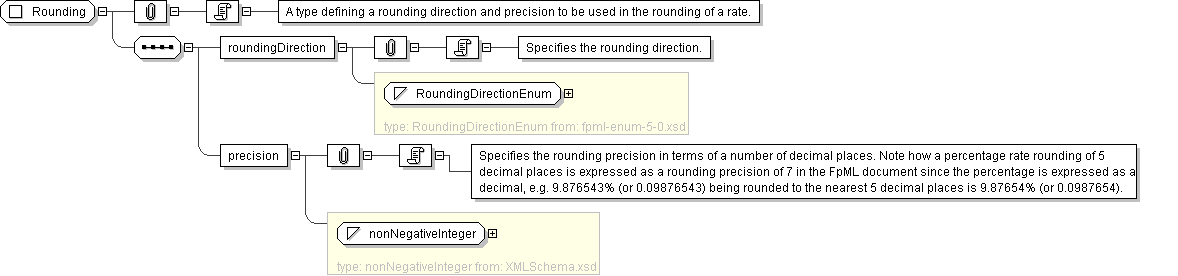 Rounding
A type defining a rounding direction and precision to be used in the rounding of a rate.
roundingDirection
Specifies the rounding direction.
RoundingDirectionEnum
type: RoundingDirectionEnum from: fpml-enum-5-0.xsd
precision
Specifies the rounding precision in terms of a number of decimal places. Note how a percentage rate rounding of 5
decimal places is expressed as a rounding precision of 7 in the FpML document since the percentage is expressed as a
decimal, e.g. 9.876543% (or 0.09876543) being rounded to the nearest 5 decimal places is 9.87654% (or 0.0987654).
nonNegativeInteger
type: nonNegativeInteger from: XMLSchema.xsd